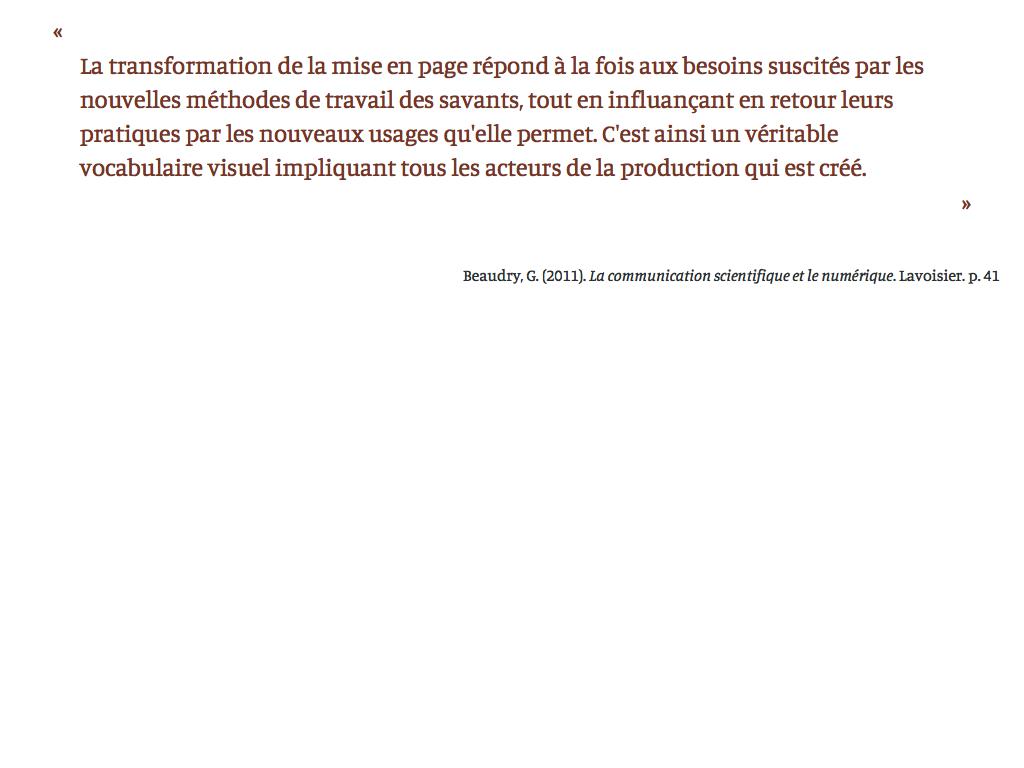 «
La transformation de la mise en page répond à la fois aux besoins suscités par les
nouvelles méthodes de travail des savants, tout en influançant en retour leurs
pratiques par les nouveaux usages qu'elle permet. C'est ainsi un véritable
vocabulaire visuel impliquant tous les acteurs de la production qui est créé.
»
Beaudry, G. (2011). La communication scientifique et le numérique. Lavoisier. p. 41